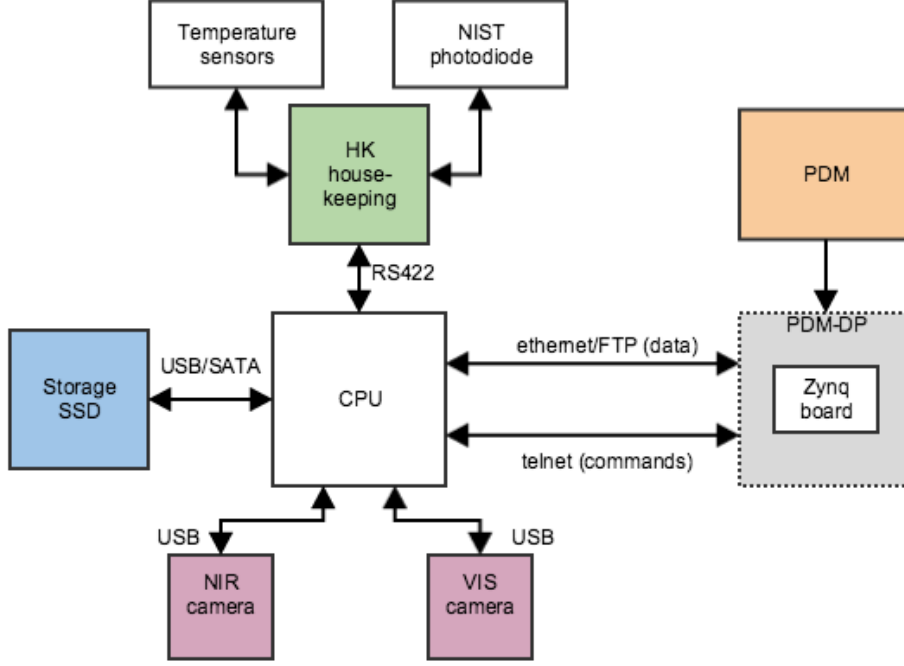 Temperature
sensors
NIST
photodiode
HK
house-
keeping
PDM
RS422
PDM-DP
ethernet/FTP (data)
USB/SATA
Storage
SSD
CPU
Zynq
board
telnet (commands)
USB
USB
NIR
camera
VIS
camera